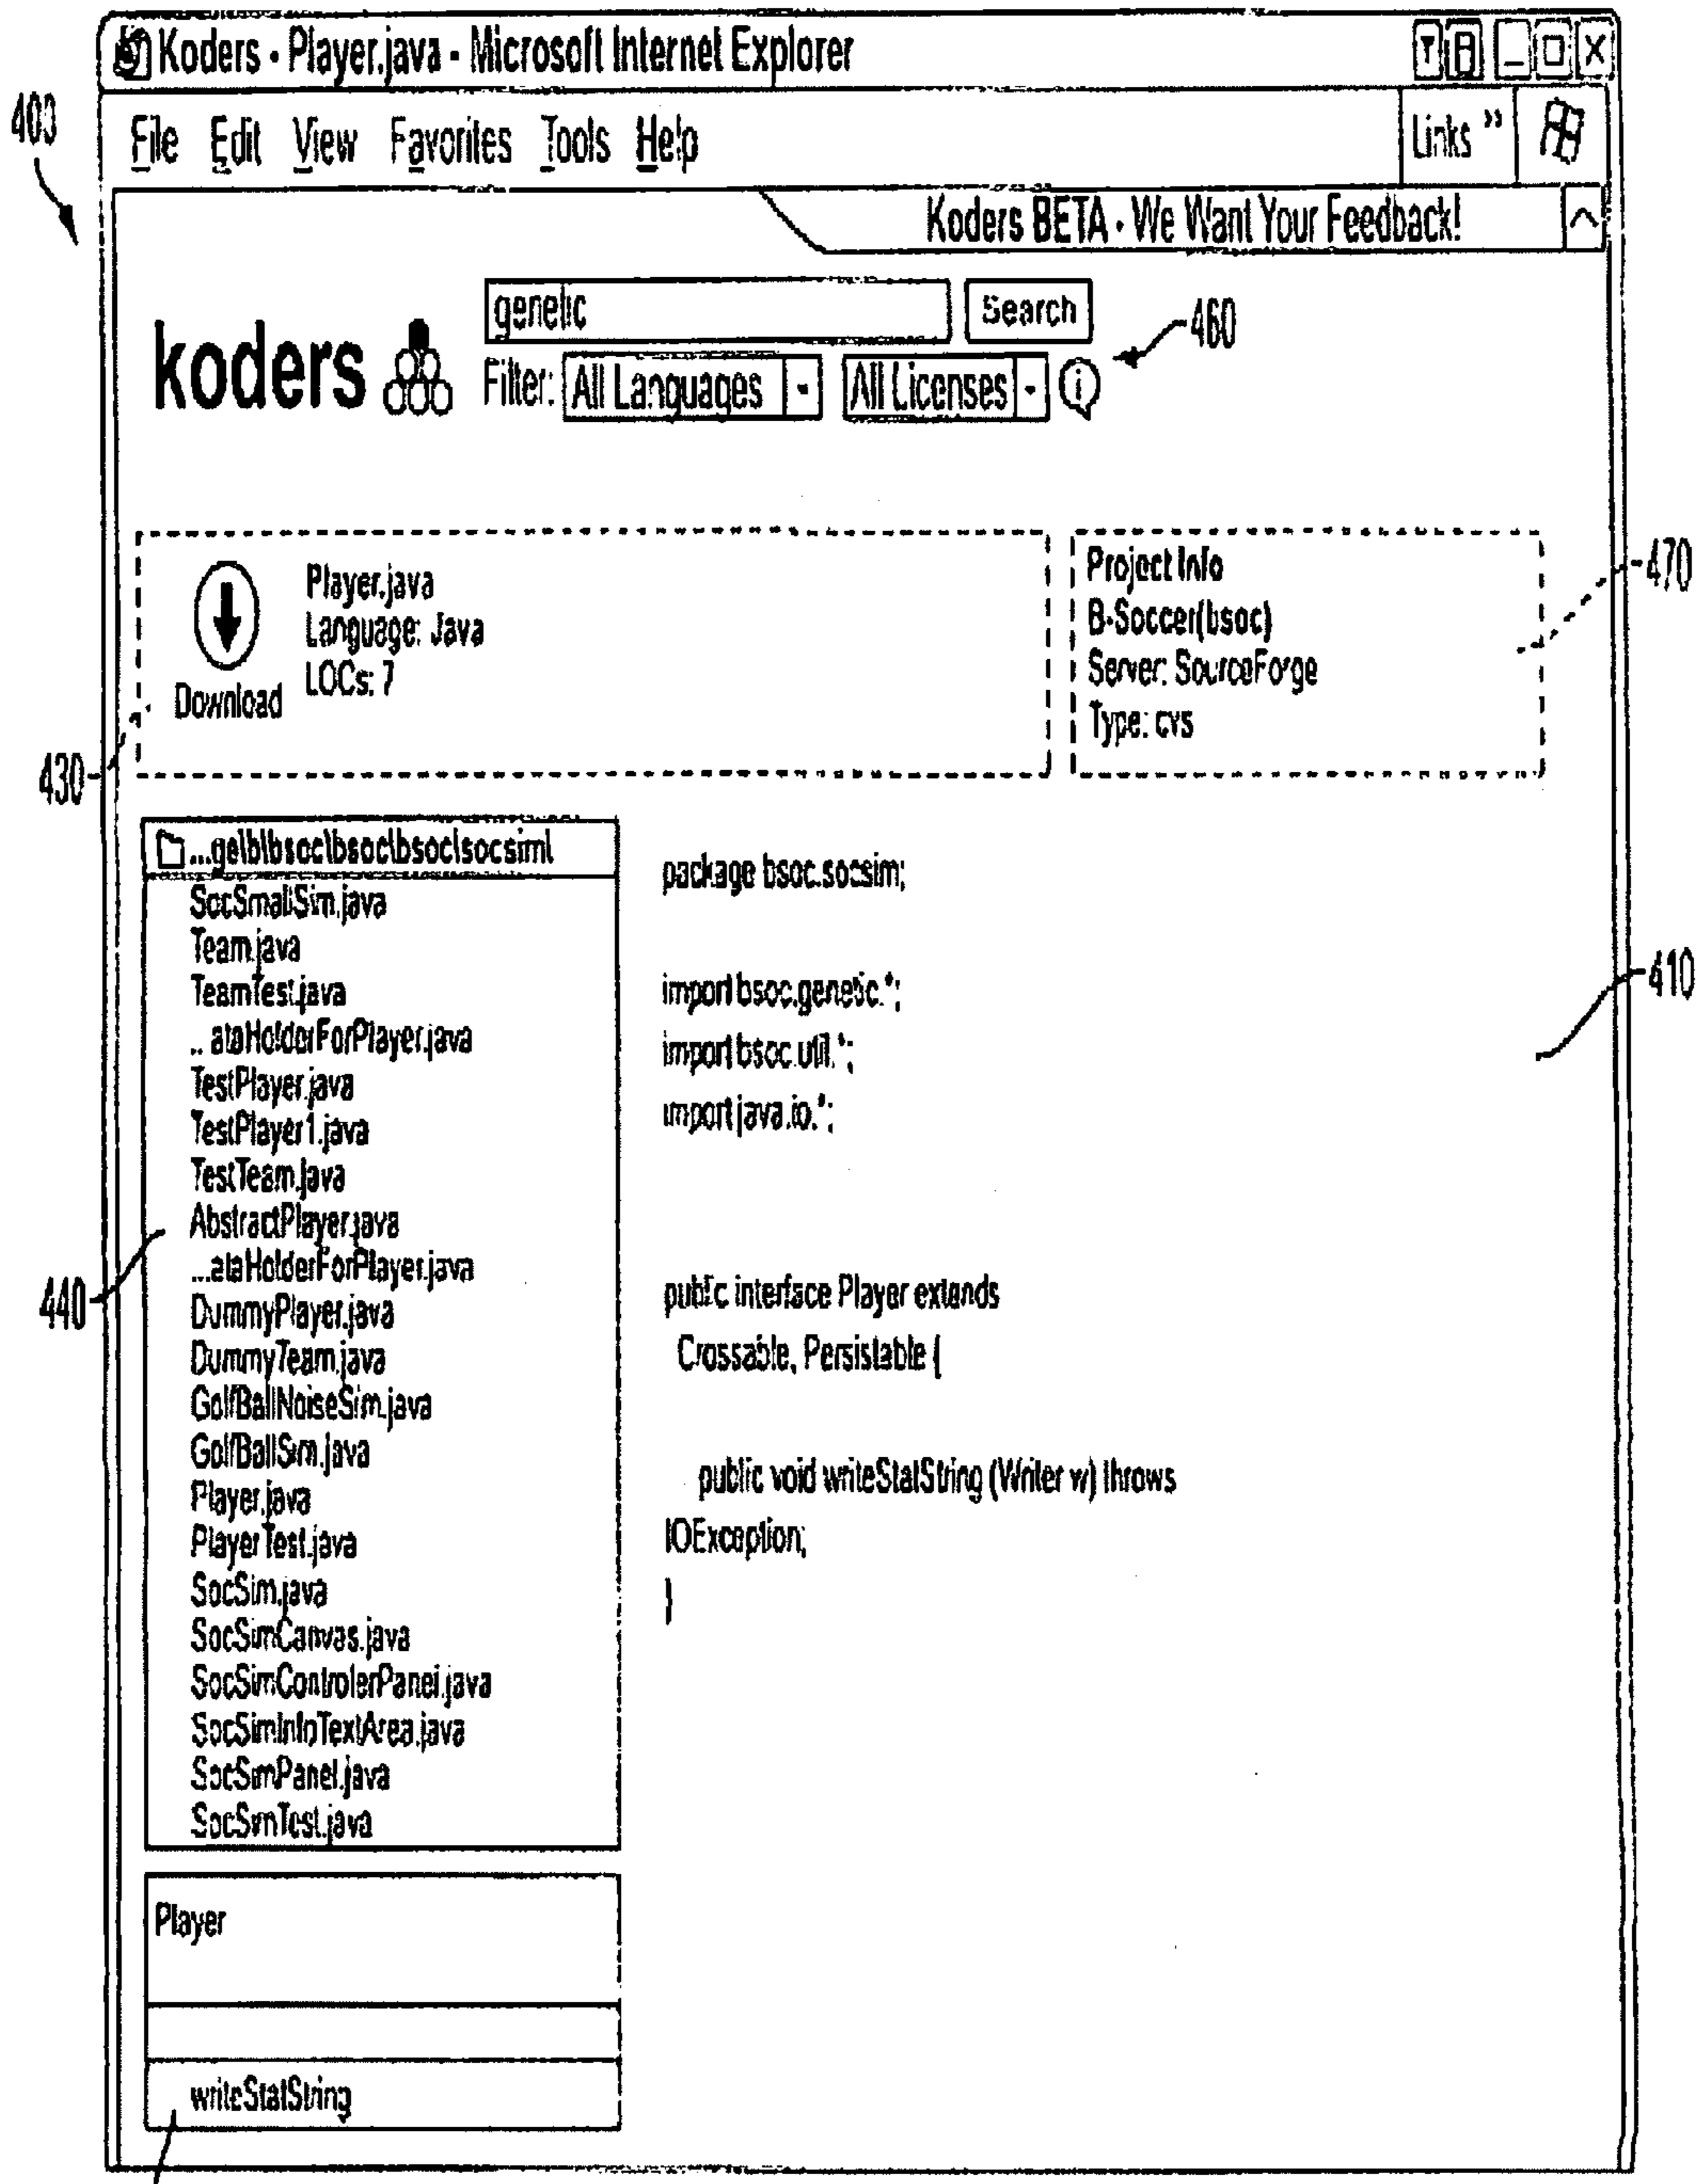 Koders - Player.java - Microsoft Internet Explorer
File Edit View Favorites Tools Help
Links »
403
Koders BETA - We Want Your Feedback!
genetic
Search
460
koders
Filter: All Languages All Licenses i
Player.java
Language: Java
LOCs: 7
Download
430
Project Info
B-Soccer(bsoc)
Server: SourceForge
Type: cvs
470
...ge\b\bsoc\bsoc\bsoc\socsim\
SocSmallSim.java
Team.java
TeamTest.java
.. ataHolderForPlayer.java
TestPlayer.java
TestPlayer1.java
TestTeam.java
AbstractPlayer.java
...ataHolderForPlayer.java
DummyPlayer.java
DummyTeam.java
GolfBallNoiseSim.java
GolfBallSim.java
Player.java
PlayerTest.java
SocSim.java
SocSimCanvas.java
SocSimControlerPanel.java
SocSimInfoTextArea.java
SocSimPanel.java
SocSimTest.java
440
package bsoc.socsim;
import bsoc.genetic.*;
import bsoc.util.*;
import java.io.*;
410
public interface Player extends
Crossable, Persistable {
public void writeStatString (Writer w) throws
IOException;
}
Player
writeStatString